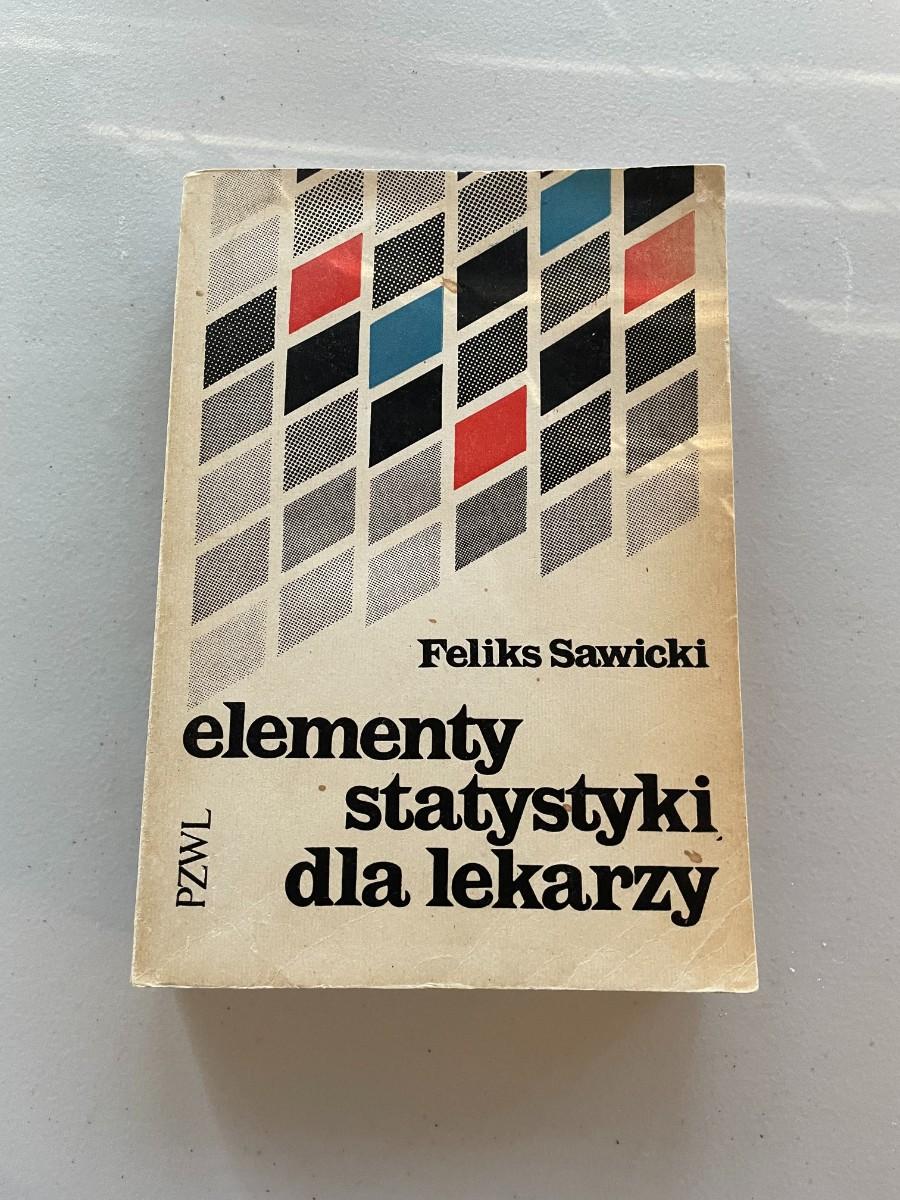 Feliks Sawicki
elementy
statystyki
dla lekarzy
PZWL